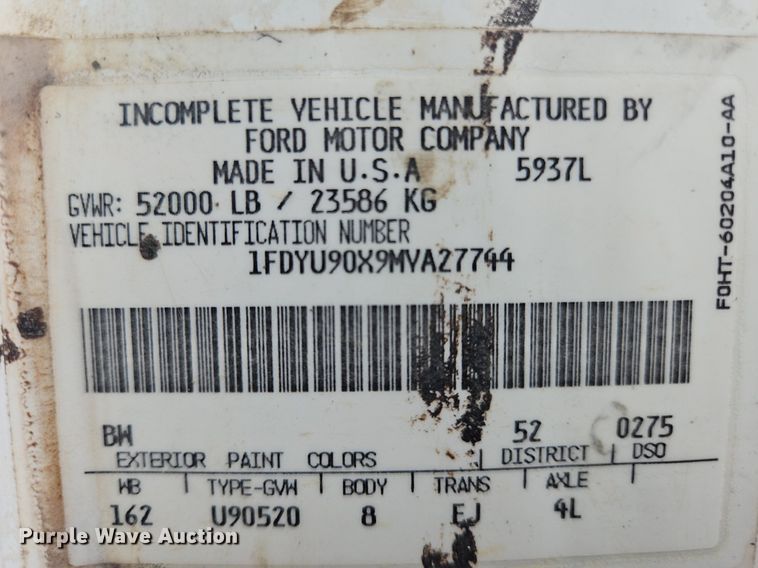 INCOMPLETE VEHICLE MANUFACTURED BY
FORD MOTOR COMPANY
MADE IN U.S.A 5937L
GVWR: 52000 LB / 23586 KG
VEHICLE IDENTIFICATION NUMBER
1FDYU90X9MVA27744
F0HT-60204A10-AA
BW 52 0275
EXTERIOR PAINT COLORS DISTRICT DSO
WB TYPE-GVW BODY TRANS AXLE
162 U90520 8 EJ 4L
Purple Wave Auction